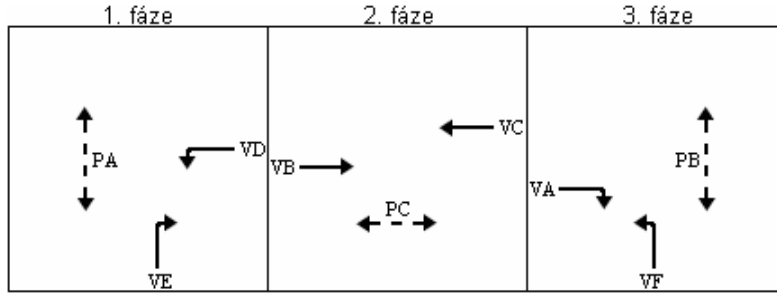 1. fáze 2. fáze 3. fáze
PA VD VE
VB VC PC
VA PB VF